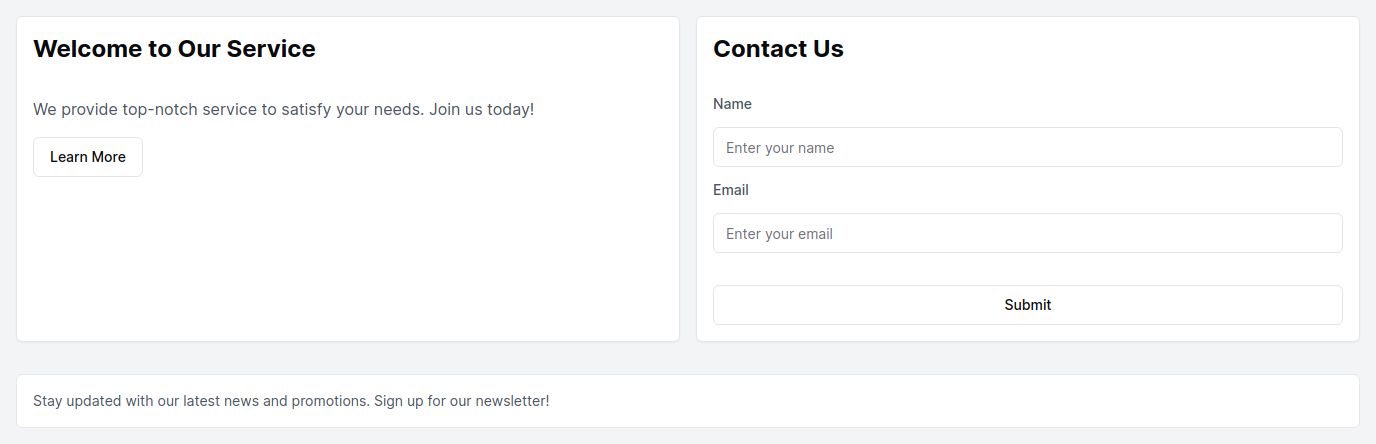 Welcome to Our Service
We provide top-notch service to satisfy your needs. Join us today!
Learn More
Contact Us
Name
Enter your name
Email
Enter your email
Submit
Stay updated with our latest news and promotions. Sign up for our newsletter!